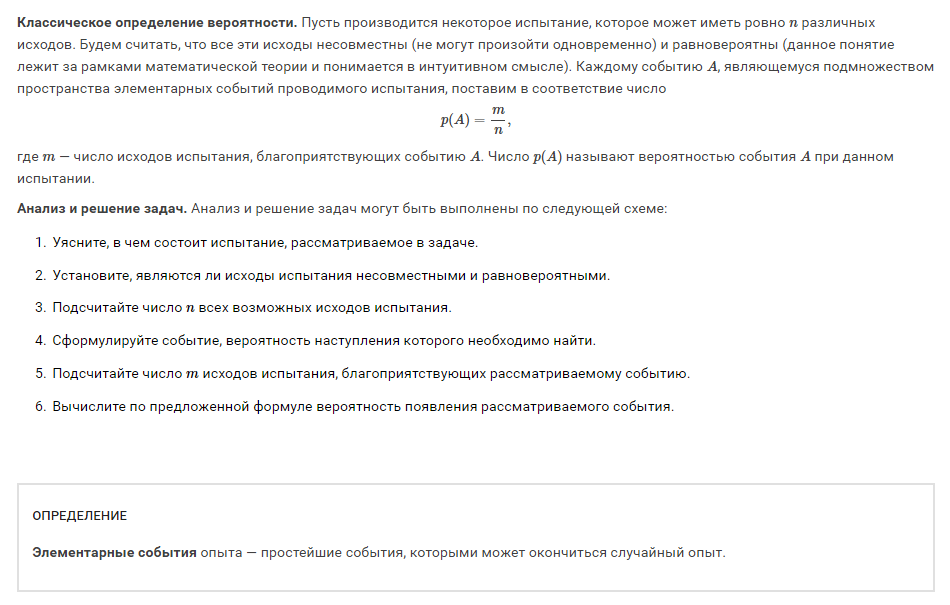 Классическое определение вероятности. Пусть производится некоторое испытание, которое может иметь ровно n различных
исходов. Будем считать, что все эти исходы несовместны (не могут произойти одновременно) и равновероятны (данное понятие
лежит за рамками математической теории и понимается в интуитивном смысле). Каждому событию A, являющемуся подмножеством
пространства элементарных событий проводимого испытания, поставим в соответствие число
p(A) = m/n,
где m — число исходов испытания, благоприятствующих событию A. Число p(A) называют вероятностью события A при данном
испытании.
Анализ и решение задач. Анализ и решение задач могут быть выполнены по следующей схеме:
1. Уясните, в чем состоит испытание, рассматриваемое в задаче.
2. Установите, являются ли исходы испытания несовместными и равновероятными.
3. Подсчитайте число n всех возможных исходов испытания.
4. Сформулируйте событие, вероятность наступления которого необходимо найти.
5. Подсчитайте число m исходов испытания, благоприятствующих рассматриваемому событию.
6. Вычислите по предложенной формуле вероятность появления рассматриваемого события.
ОПРЕДЕЛЕНИЕ
Элементарные события опыта — простейшие события, которыми может окончиться случайный опыт.